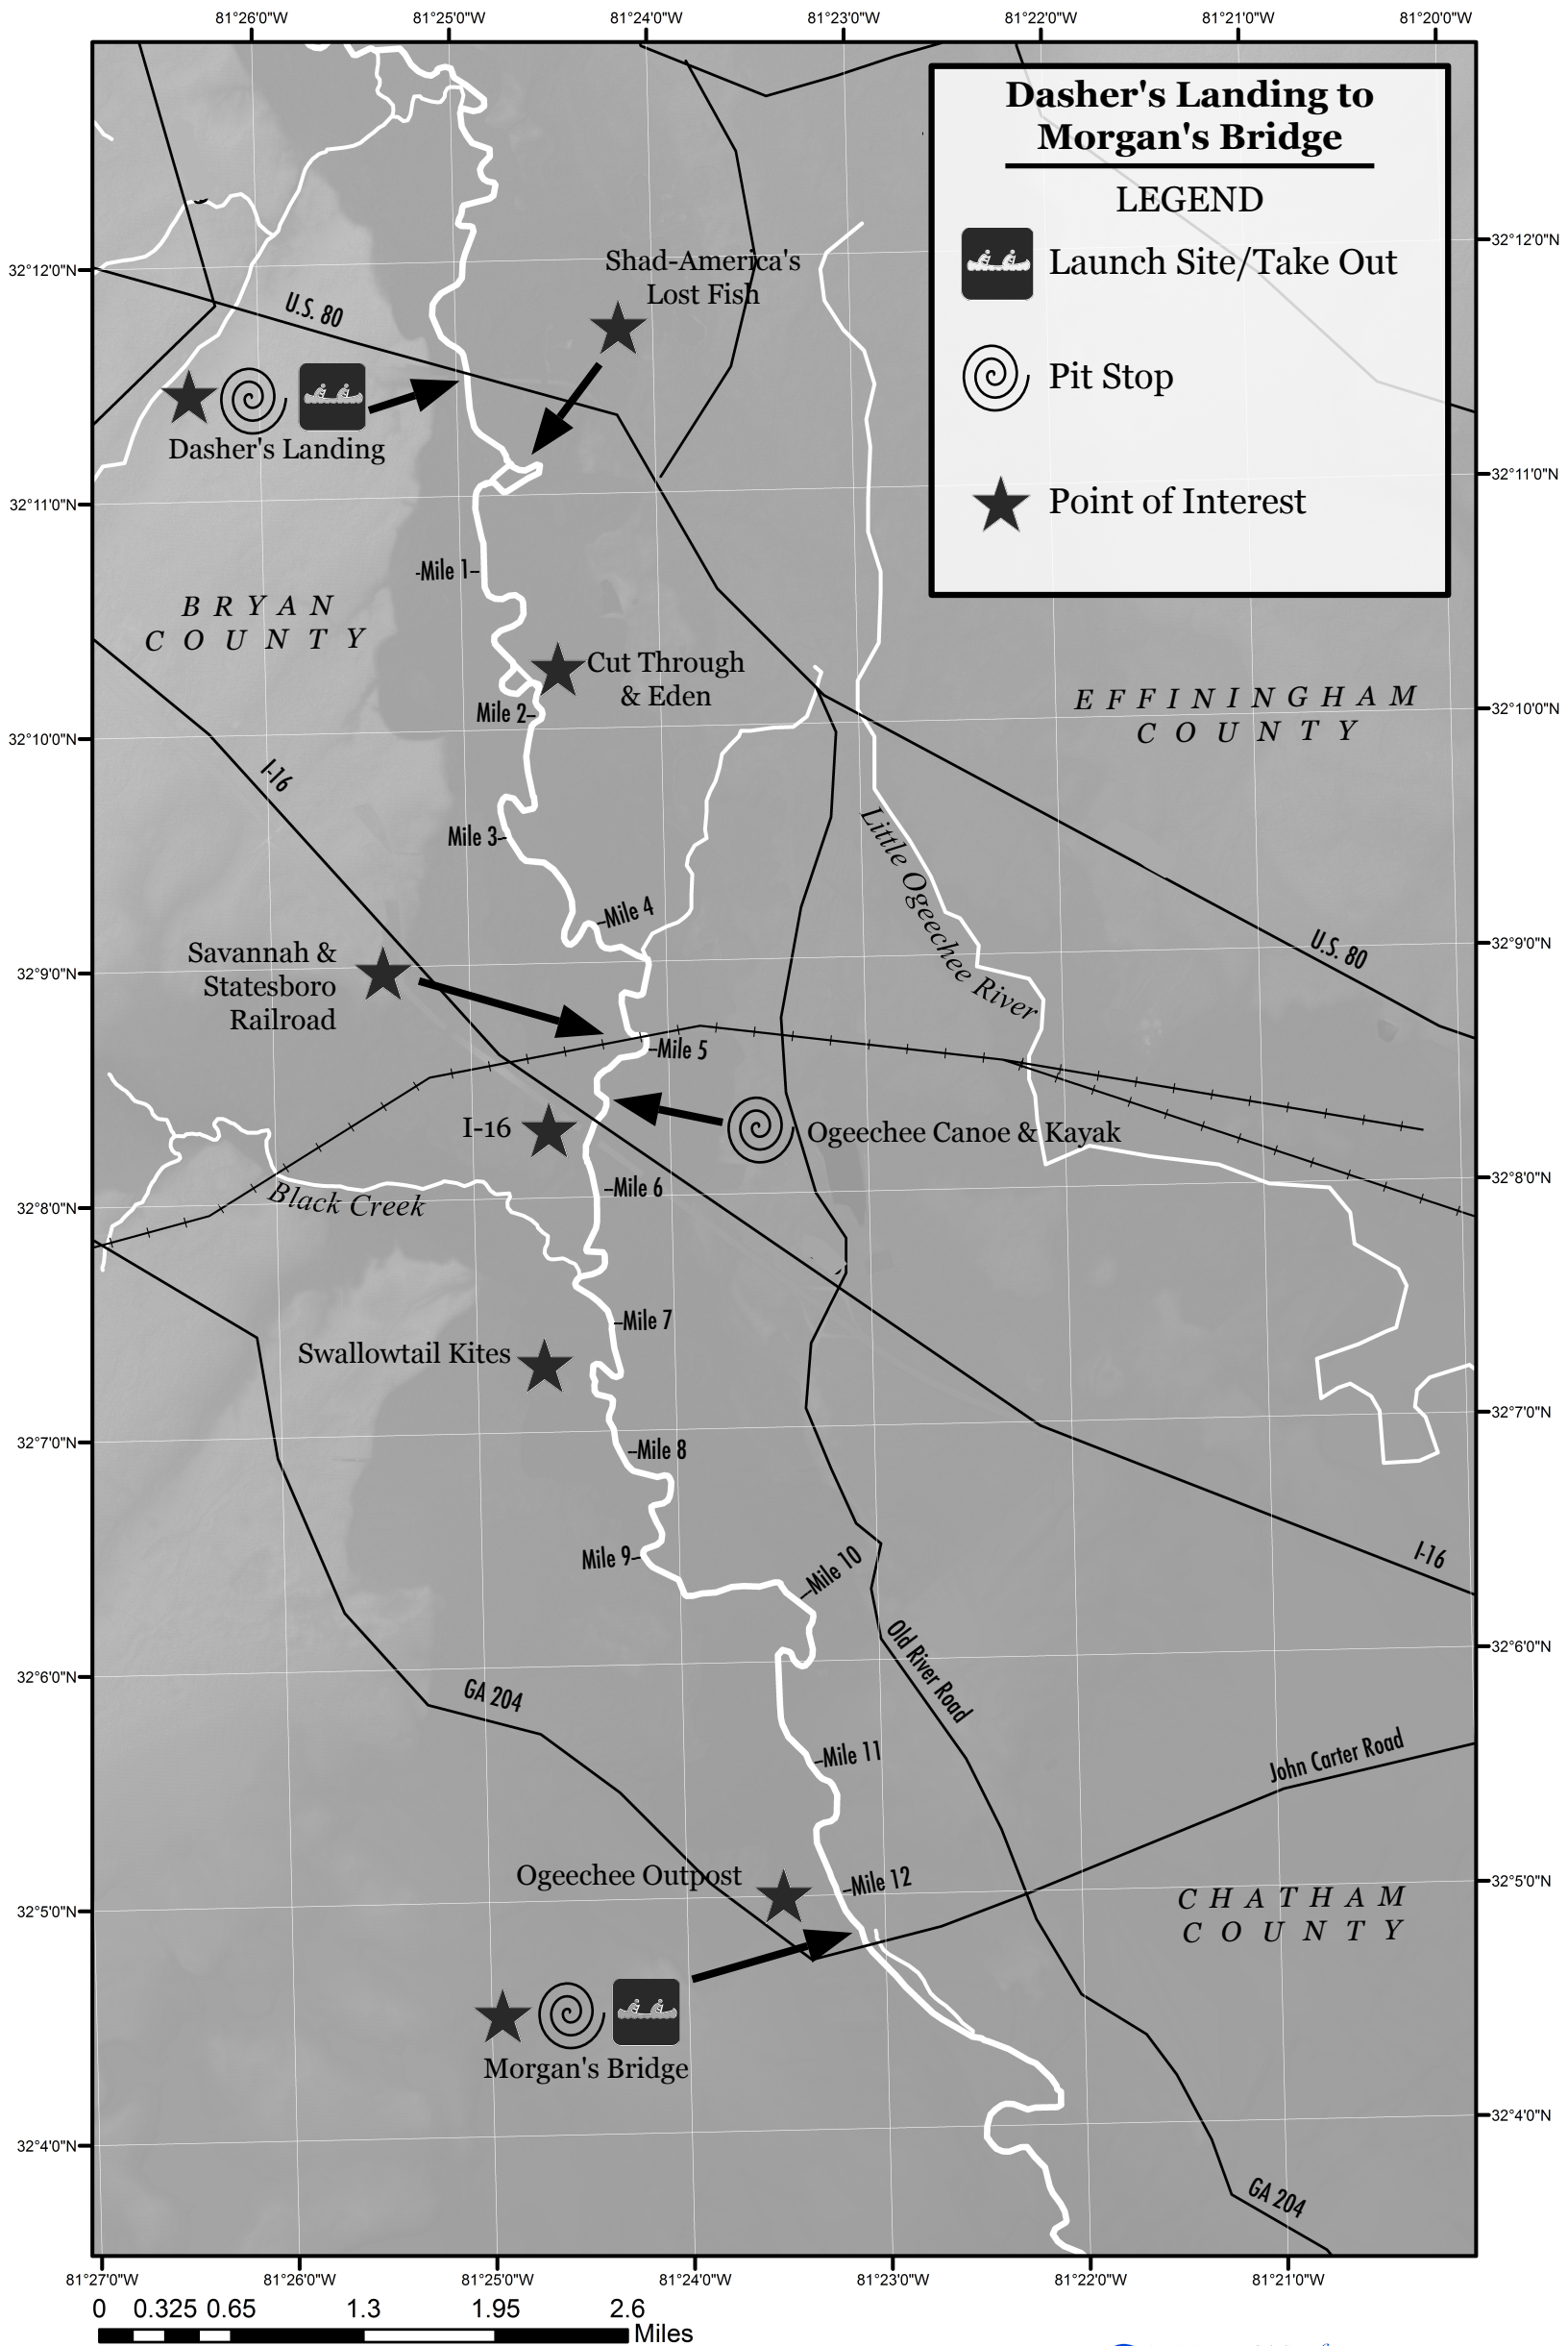 81°26'0"W
81°25'0"W
81°24'0"W
81°23'0"W
81°22'0"W
81°21'0"W
81°20'0"W
Dasher's Landing to
Morgan's Bridge
LEGEND
Launch Site/Take Out
Pit Stop
Point of Interest
32°12'0"N
32°11'0"N
32°10'0"N
32°9'0"N
32°8'0"N
32°7'0"N
32°6'0"N
32°5'0"N
32°4'0"N
32°12'0"N
32°11'0"N
32°10'0"N
32°9'0"N
32°8'0"N
32°7'0"N
32°6'0"N
32°5'0"N
32°4'0"N
Shad-America's
Lost Fish
U.S. 80
Dasher's Landing
-Mile 1-
BRYAN
COUNTY
Cut Through
& Eden
Mile 2-
EFFININGHAM
COUNTY
I-16
Mile 3-
Little Ogeechee River
-Mile 4
U.S. 80
Savannah &
Statesboro
Railroad
-Mile 5
I-16
Ogeechee Canoe & Kayak
-Mile 6
Black Creek
-Mile 7
Swallowtail Kites
-Mile 8
Mile 9-
-Mile 10
I-16
Old River Road
GA 204
-Mile 11
John Carter Road
Ogeechee Outpost
-Mile 12
CHATHAM
COUNTY
Morgan's Bridge
GA 204
81°27'0"W
81°26'0"W
81°25'0"W
81°24'0"W
81°23'0"W
81°22'0"W
81°21'0"W
0 0.325 0.65 1.3 1.95 2.6
Miles